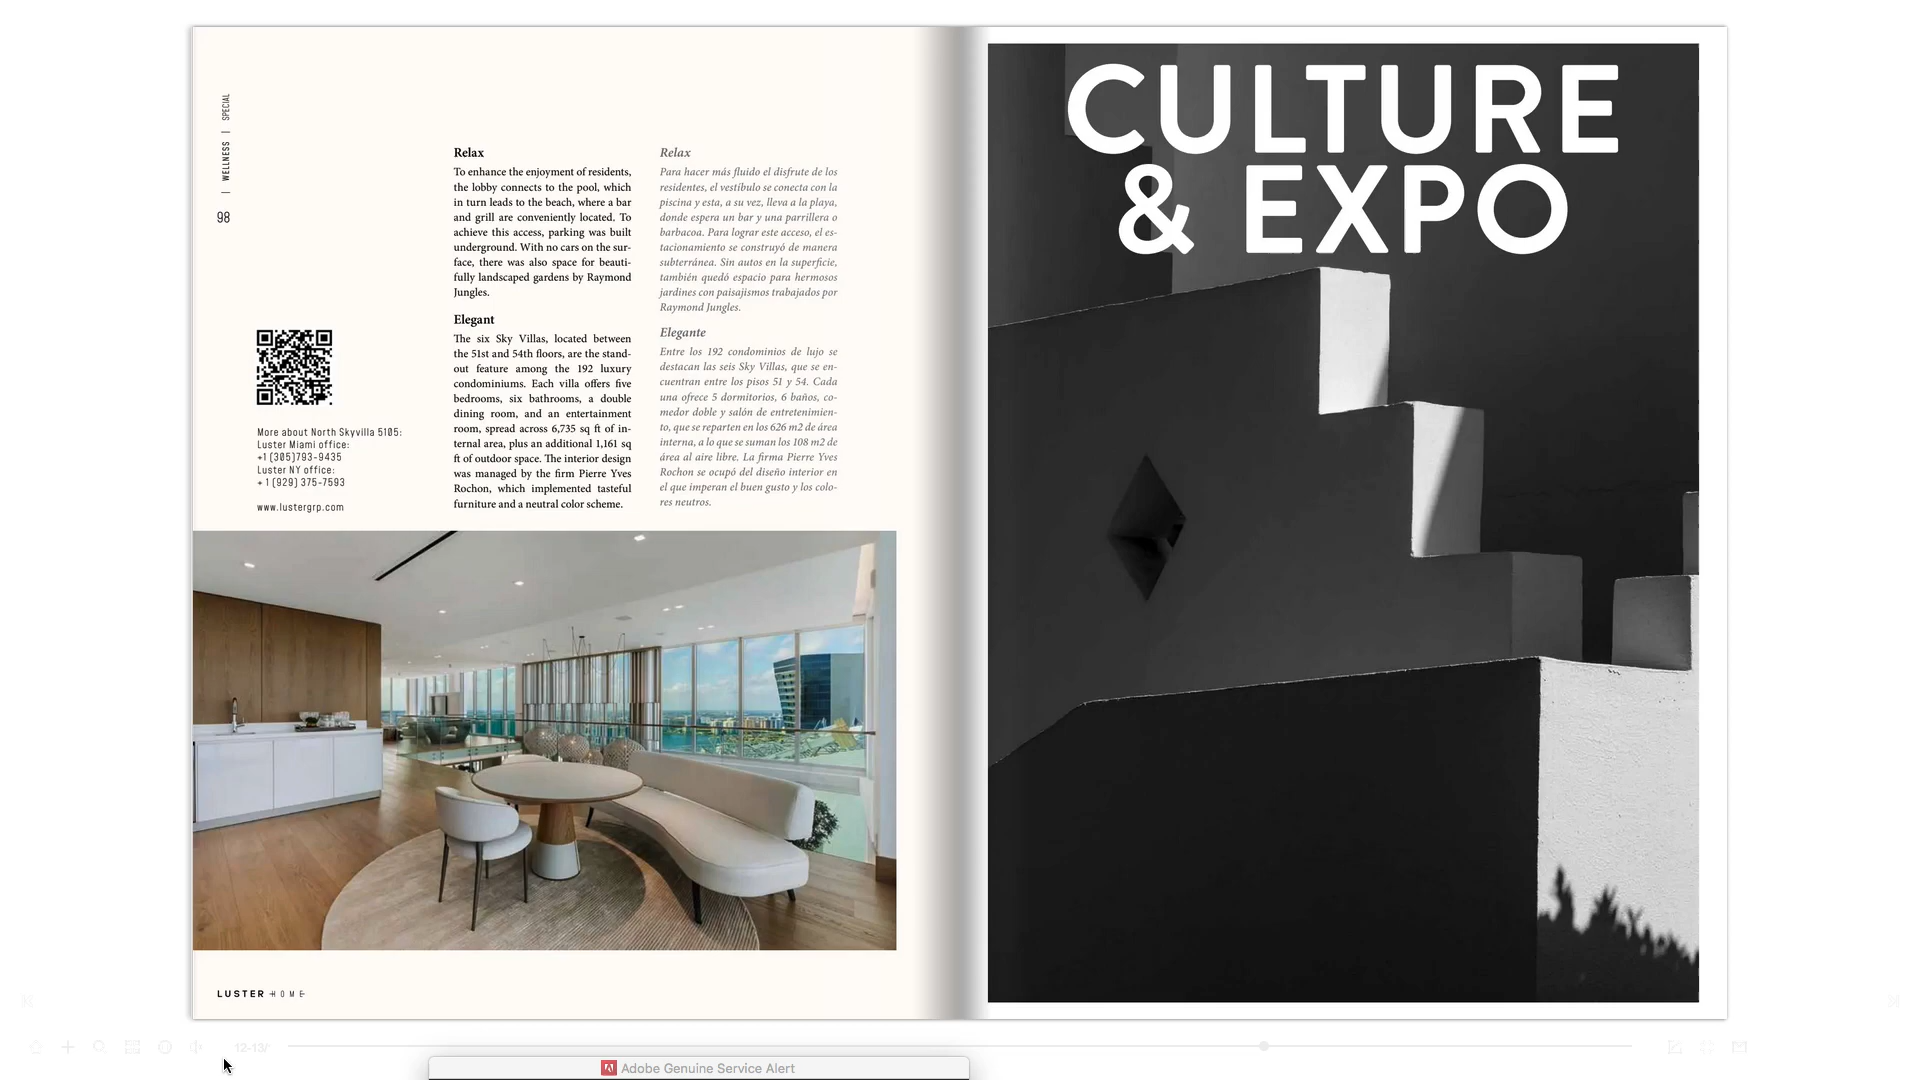 98 | WELLNESS | SPECIAL
Relax
To enhance the enjoyment of residents,
the lobby connects to the pool, which
in turn leads to the beach, where a bar
and grill are conveniently located. To
achieve this access, parking was built
underground. With no cars on the sur-
face, there was also space for beauti-
fully landscaped gardens by Raymond
Jungles.
Elegant
The six Sky Villas, located between
the 51st and 54th floors, are the stand-
out feature among the 192 luxury
condominiums. Each villa offers five
bedrooms, six bathrooms, a double
dining room, and an entertainment
room, spread across 6,735 sq ft of in-
ternal area, plus an additional 1,161 sq
ft of outdoor space. The interior design
was managed by the firm Pierre Yves
Rochon, which implemented tasteful
furniture and a neutral color scheme.
Relax
Para hacer más fluido el disfrute de los
residentes, el vestíbulo se conecta con la
piscina y esta, a su vez, lleva a la playa,
donde espera un bar y una parrillera o
barbacoa. Para lograr este acceso, el es-
tacionamiento se construyó de manera
subterránea. Sin autos en la superficie,
también quedó espacio para hermosos
jardines con paisajismos trabajados por
Raymond Jungles.
Elegante
Entre los 192 condominios de lujo se
destacan las seis Sky Villas, que se en-
cuentran entre los pisos 51 y 54. Cada
una ofrece 5 dormitorios, 6 baños, co-
medor doble y salón de entretenimien-
to, que se reparten en los 626 m2 de área
interna, a lo que se suman los 108 m2 de
área al aire libre. La firma Pierre Yves
Rochon se ocupó del diseño interior en
el que imperan el buen gusto y los colo-
res neutros.
More about North Skyvilla 5105:
Luster Miami office:
+1 (305)793-9435
Luster NY office:
+ 1 (929) 375-7593
www.lustergrp.com
LUSTER HOME
CULTURE
& EXPO
Adobe Genuine Service Alert